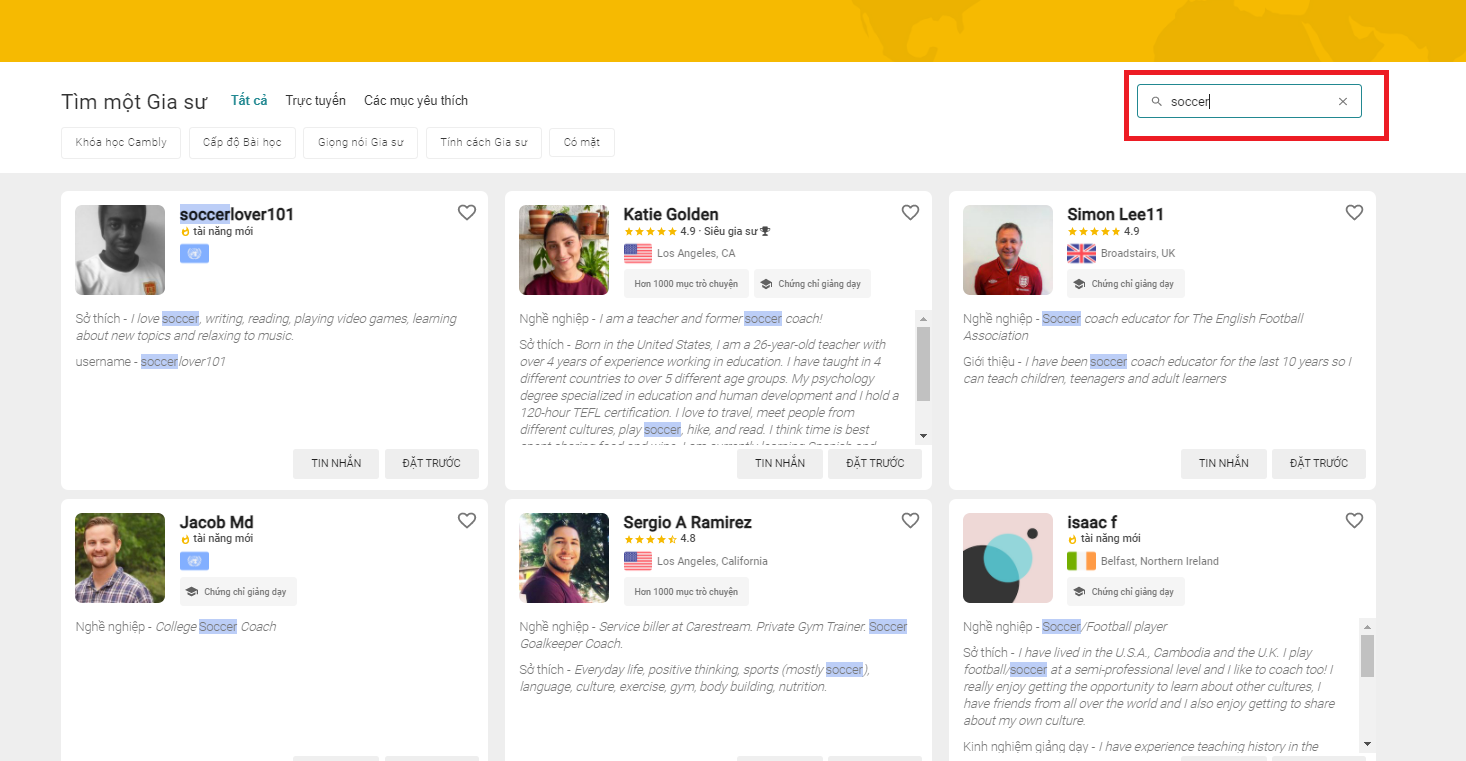 Tìm một Gia sư Tất cả Trực tuyến Các mục yêu thích
soccer
Khóa học Cambly Cấp độ Bài học Giọng nói Gia sư Tính cách Gia sư Có mặt
soccerlover101
tài năng mới
Sở thích - I love soccer, writing, reading, playing video games, learning
about new topics and relaxing to music.
username - soccerlover101
TIN NHẮN ĐẶT TRƯỚC
Katie Golden
4.9 · Siêu gia sư
Los Angeles, CA
Hơn 1000 mục trò chuyện Chứng chỉ giảng dạy
Nghề nghiệp - I am a teacher and former soccer coach!
Sở thích - Born in the United States, I am a 26-year-old teacher with
over 4 years of experience working in education. I have taught in 4
different countries to over 5 different age groups. My psychology
degree specialized in education and human development and I hold a
120-hour TEFL certification. I love to travel, meet people from
different cultures, play soccer, hike, and read. I think time is best
spent sharing food and wine. I am currently learning Spanish and
TIN NHẮN ĐẶT TRƯỚC
Simon Lee11
4.9
Broadstairs, UK
Chứng chỉ giảng dạy
Nghề nghiệp - Soccer coach educator for The English Football
Association
Giới thiệu - I have been soccer coach educator for the last 10 years so I
can teach children, teenagers and adult learners
TIN NHẮN ĐẶT TRƯỚC
Jacob Md
tài năng mới
Chứng chỉ giảng dạy
Nghề nghiệp - College Soccer Coach
Sergio A Ramirez
4.8
Los Angeles, California
Hơn 1000 mục trò chuyện
Nghề nghiệp - Service biller at Carestream. Private Gym Trainer. Soccer
Goalkeeper Coach.
Sở thích - Everyday life, positive thinking, sports (mostly soccer),
language, culture, exercise, gym, body building, nutrition.
isaac f
tài năng mới
Belfast, Northern Ireland
Chứng chỉ giảng dạy
Nghề nghiệp - Soccer/Football player
Sở thích - I have lived in the U.S.A., Cambodia and the U.K. I play
football/soccer at a semi-professional level and I like to coach too! I
really enjoy getting the opportunity to learn about other cultures, I
have friends from all over the world and I also enjoy getting to share
about my own culture.
Kinh nghiệm giảng dạy - I have experience teaching history in the